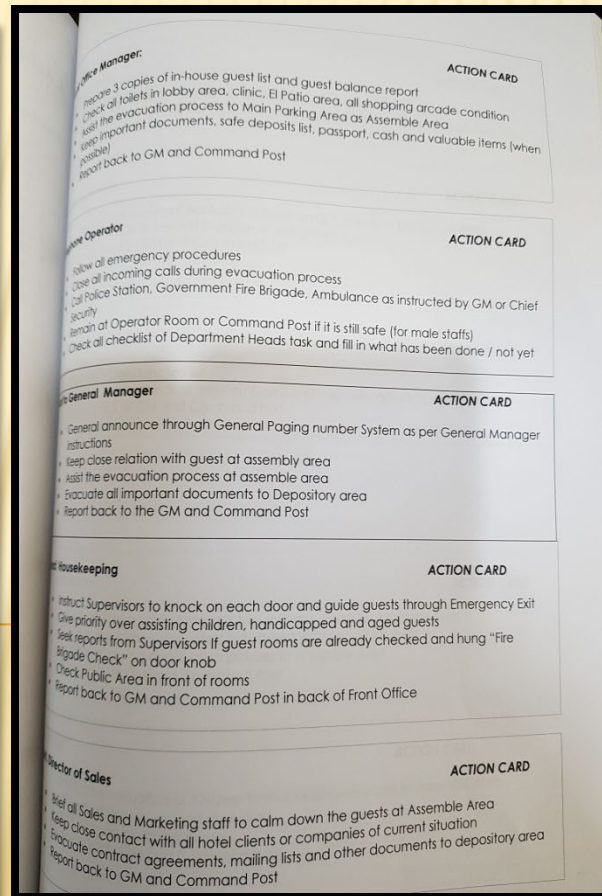 Office Manager:
ACTION CARD
Prepare 3 copies of in-house guest list and guest balance report
Check all toilets in lobby area, clinic, El Patio area, all shopping arcade condition
Assist the evacuation process to Main Parking Area as Assemble Area
Keep important documents, safe deposits list, passport, cash and valuable items (when
possible)
Report back to GM and Command Post
Operator
ACTION CARD
Follow all emergency procedures
Close all incoming calls during evacuation process
Call Police Station, Government Fire Brigade, Ambulance as instructed by GM or Chief
Security
Remain at Operator Room or Command Post if it is still safe (for male staffs)
Check all checklist of Department Heads task and fill in what has been done / not yet
General Manager
ACTION CARD
General announce through General Paging number System as per General Manager
instructions
Keep close relation with guest at assembly area
Assist the evacuation process at assemble area
Evacuate all important documents to Depository area
Report back to the GM and Command Post
Housekeeping
ACTION CARD
Instruct Supervisors to knock on each door and guide guests through Emergency Exit
Give priority over assisting children, handicapped and aged guests
Seek reports from Supervisors If guest rooms are already checked and hung "Fire
Brigade Check" on door knob
Check Public Area in front of rooms
Report back to GM and Command Post in back of Front Office
Director of Sales
ACTION CARD
Brief all Sales and Marketing staff to calm down the guests at Assemble Area
Keep close contact with all hotel clients or companies of current situation
Evacuate contract agreements, mailing lists and other documents to depository area
Report back to GM and Command Post